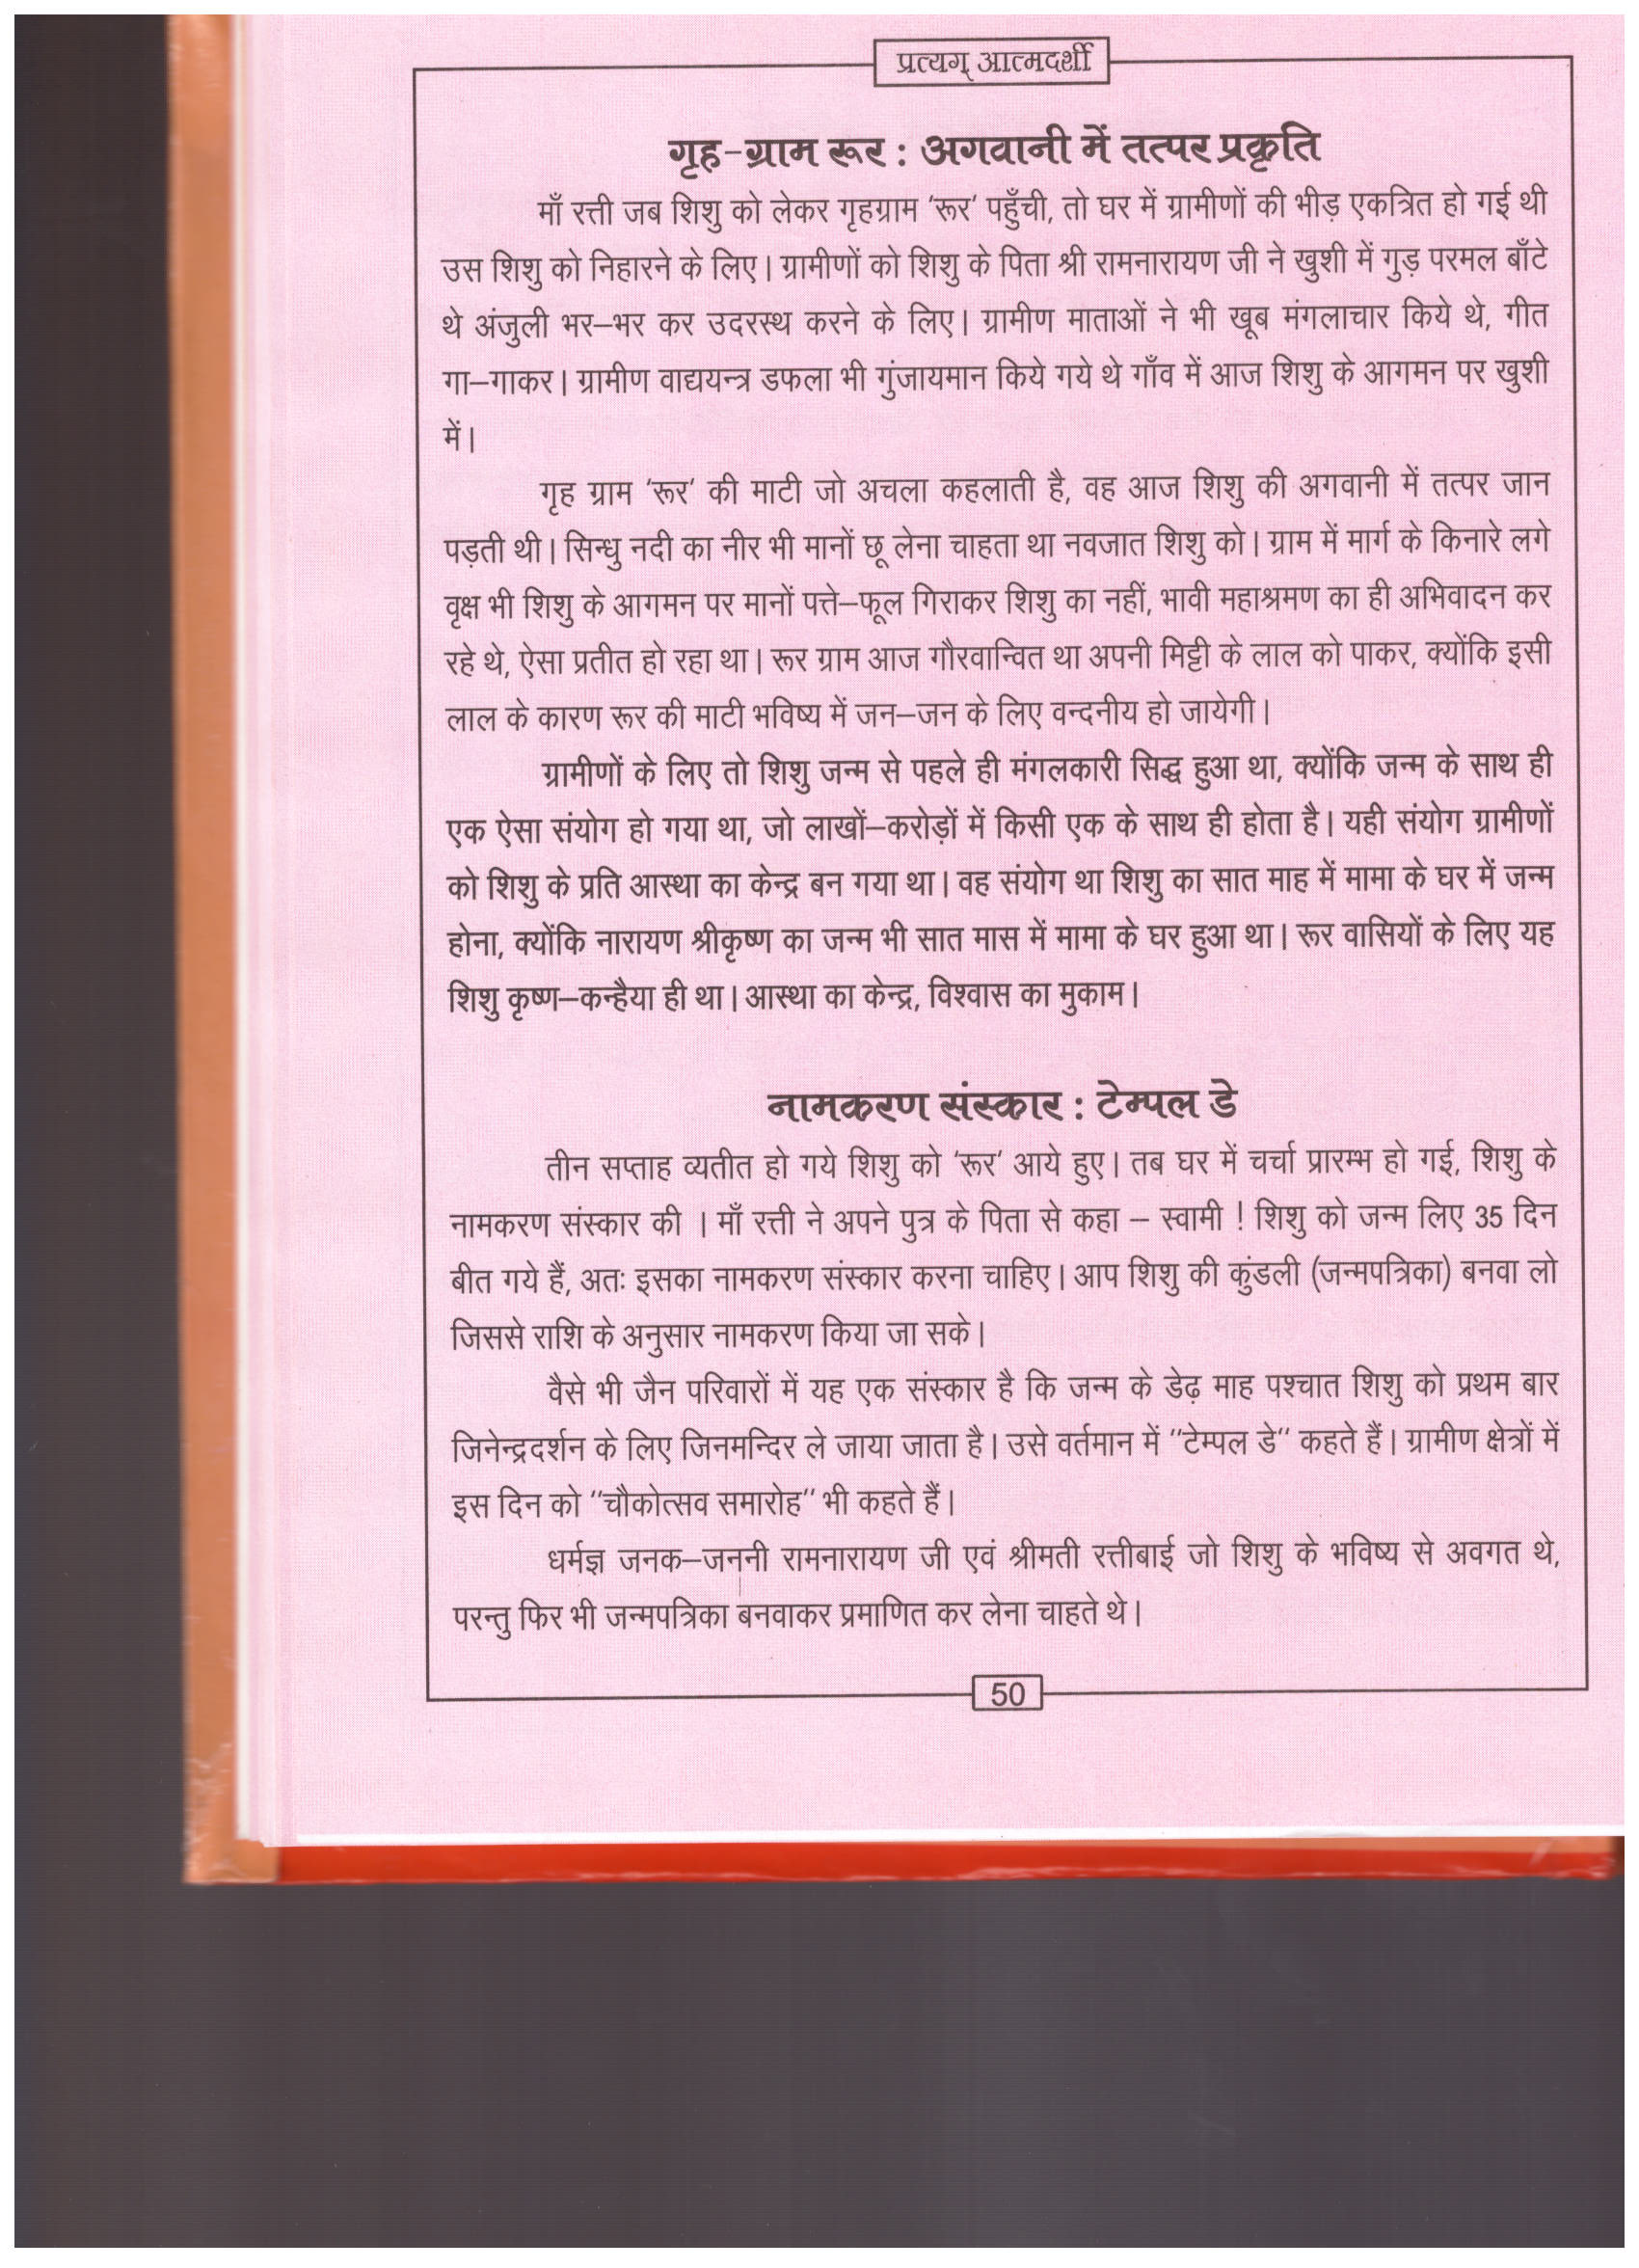 प्रत्यग् आत्मदर्शी
गृह-ग्राम रूर : अगवानी में तत्पर प्रकृति
माँ रत्ती जब शिशु को लेकर गृहग्राम ‘रूर’ पहुँची, तो घर में ग्रामीणों की भीड़ एकत्रित हो गई थी
उस शिशु को निहारने के लिए। ग्रामीणों को शिशु के पिता श्री रामनारायण जी ने खुशी में गुड़ परमल बाँटे
थे अंजुली भर–भर कर उदरस्थ करने के लिए। ग्रामीण माताओं ने भी खूब मंगलाचार किये थे, गीत
गा–गाकर। ग्रामीण वाद्ययन्त्र डफला भी गुंजायमान किये गये थे गाँव में आज शिशु के आगमन पर खुशी
में।
गृह ग्राम ‘रूर’ की माटी जो अचला कहलाती है, वह आज शिशु की अगवानी में तत्पर जान
पड़ती थी। सिन्धु नदी का नीर भी मानों छू लेना चाहता था नवजात शिशु को। ग्राम में मार्ग के किनारे लगे
वृक्ष भी शिशु के आगमन पर मानों पत्ते–फूल गिराकर शिशु का नहीं, भावी महाश्रमण का ही अभिवादन कर
रहे थे, ऐसा प्रतीत हो रहा था। रूर ग्राम आज गौरवान्वित था अपनी मिट्टी के लाल को पाकर, क्योंकि इसी
लाल के कारण रूर की माटी भविष्य में जन–जन के लिए वन्दनीय हो जायेगी।
ग्रामीणों के लिए तो शिशु जन्म से पहले ही मंगलकारी सिद्ध हुआ था, क्योंकि जन्म के साथ ही
एक ऐसा संयोग हो गया था, जो लाखों–करोड़ों में किसी एक के साथ ही होता है। यही संयोग ग्रामीणों
को शिशु के प्रति आस्था का केन्द्र बन गया था। वह संयोग था शिशु का सात माह में मामा के घर में जन्म
होना, क्योंकि नारायण श्रीकृष्ण का जन्म भी सात मास में मामा के घर हुआ था। रूर वासियों के लिए यह
शिशु कृष्ण–कन्हैया ही था। आस्था का केन्द्र, विश्वास का मुकाम।
नामकरण संस्कार : टेम्पल डे
तीन सप्ताह व्यतीत हो गये शिशु को ‘रूर’ आये हुए। तब घर में चर्चा प्रारम्भ हो गई, शिशु के
नामकरण संस्कार की । माँ रत्ती ने अपने पुत्र के पिता से कहा – स्वामी ! शिशु को जन्म लिए 35 दिन
बीत गये हैं, अतः इसका नामकरण संस्कार करना चाहिए। आप शिशु की कुंडली (जन्मपत्रिका) बनवा लो
जिससे राशि के अनुसार नामकरण किया जा सके।
वैसे भी जैन परिवारों में यह एक संस्कार है कि जन्म के डेढ़ माह पश्चात शिशु को प्रथम बार
जिनेन्द्रदर्शन के लिए जिनमन्दिर ले जाया जाता है। उसे वर्तमान में “टेम्पल डे“ कहते हैं। ग्रामीण क्षेत्रों में
इस दिन को “चौकोत्सव समारोह” भी कहते हैं।
धर्मज्ञ जनक–जननी रामनारायण जी एवं श्रीमती रत्तीबाई जो शिशु के भविष्य से अवगत थे,
परन्तु फिर भी जन्मपत्रिका बनवाकर प्रमाणित कर लेना चाहते थे।
50